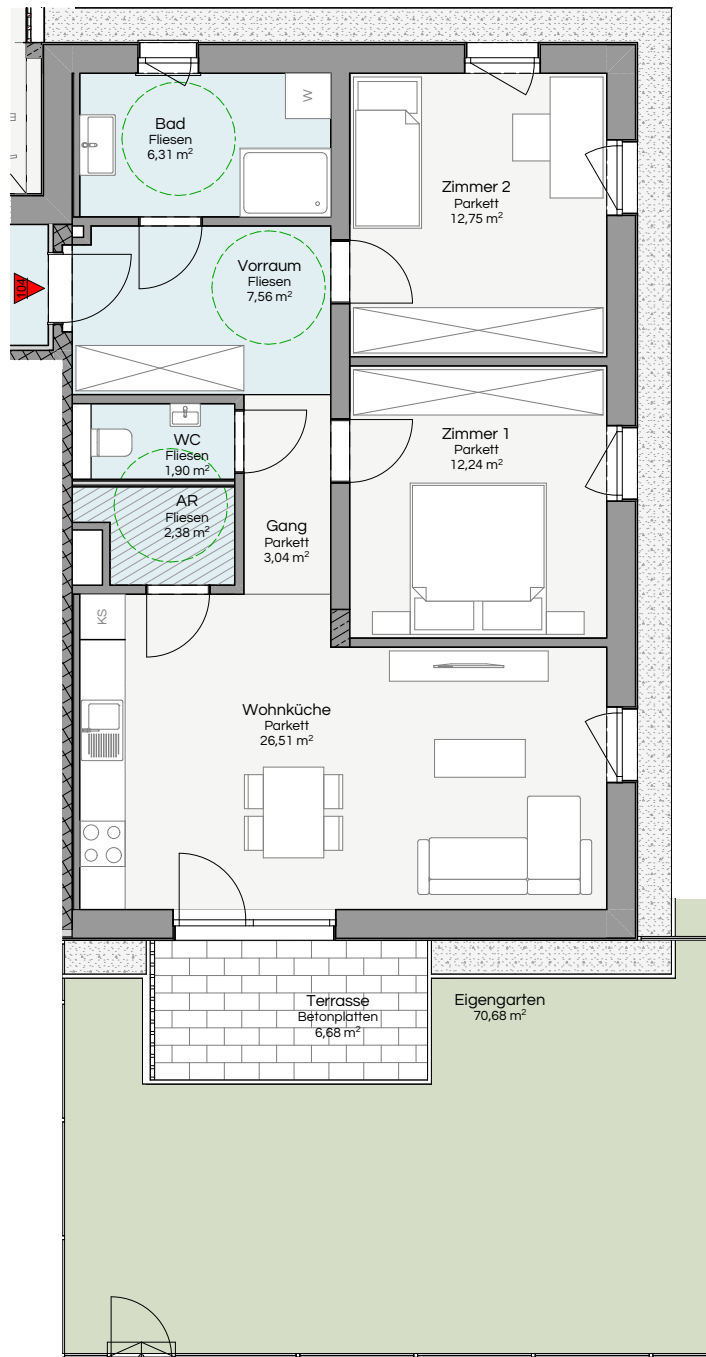 W
Bad
Fliesen
6,31 m²
Zimmer 2
Parkett
12,75 m²
Vorraum
Fliesen
7,56 m²
104
Zimmer 1
Parkett
12,24 m²
WC
Fliesen
1,90 m²
AR
Fliesen
2,38 m²
Gang
Parkett
3,04 m²
KS
Wohnküche
Parkett
26,51 m²
Terrasse
Betonplatten
6,68 m²
Eigengarten
70,68 m²